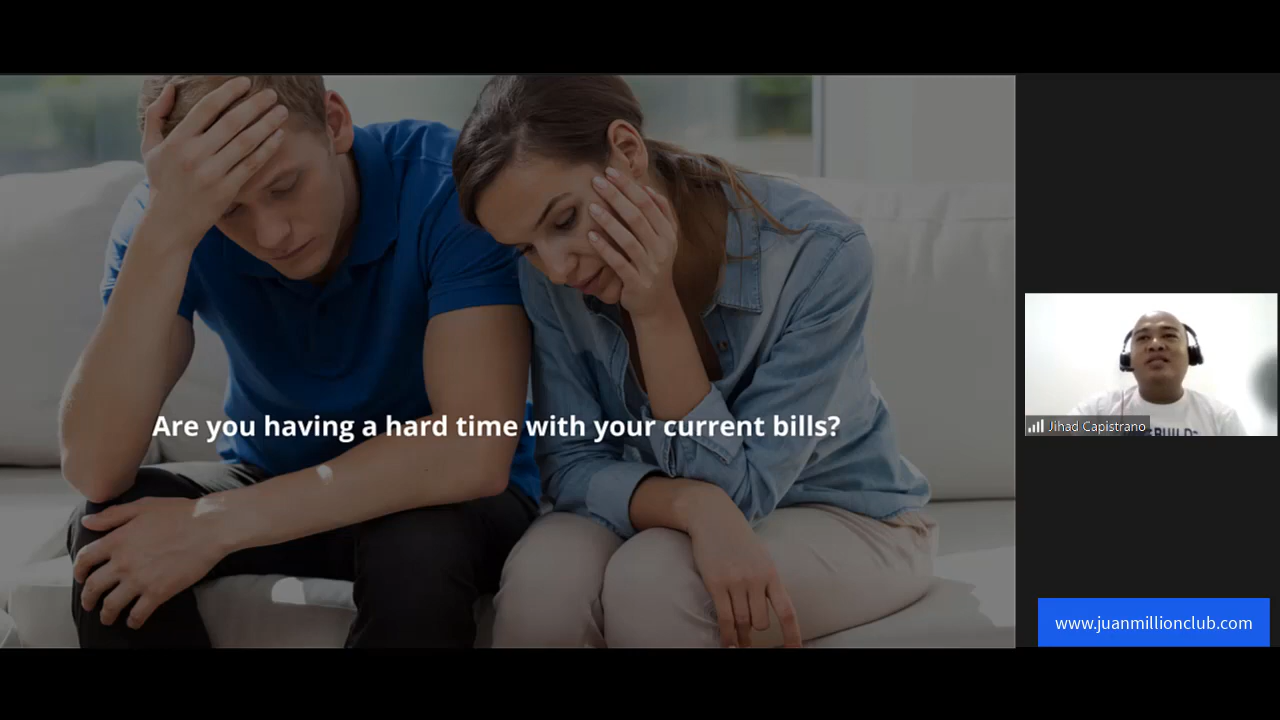 Are you having a hard time with your current bills?
Jihad Capistrano
www.juanmillionclub.com